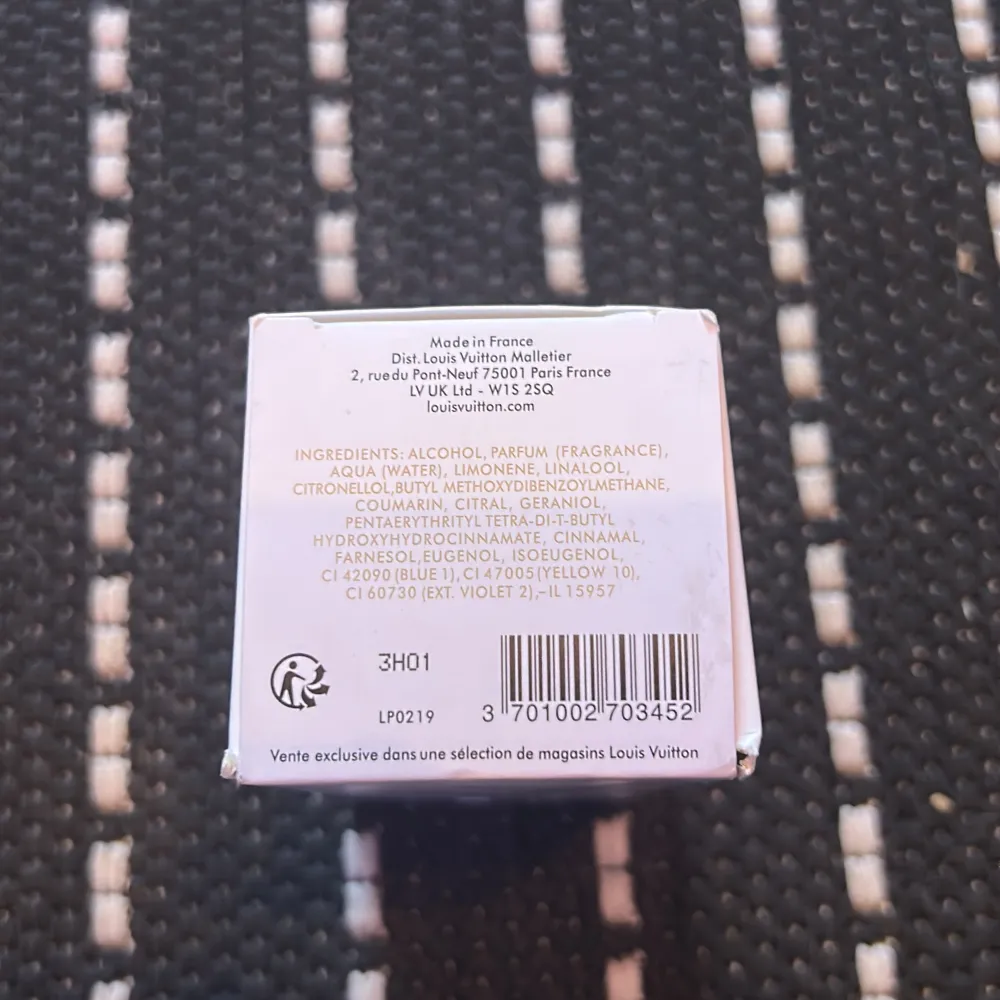 Made in France
Dist. Louis Vuitton Malletier
2, rue du Pont-Neuf 75001 Paris France
LV UK Ltd - W1S 2SQ
louisvuitton.com
INGREDIENTS: ALCOHOL, PARFUM (FRAGRANCE),
AQUA (WATER), LIMONENE, LINALOOL,
CITRONELLOL,BUTYL METHOXYDIBENZOYLMETHANE,
COUMARIN, CITRAL, GERANIOL,
PENTAERYTHRITYL TETRA-DI-T-BUTYL
HYDROXYHYDROCINNAMATE, CINNAMAL,
FARNESOL,EUGENOL, ISOEUGENOL,
CI 42090 (BLUE 1), CI 47005 (YELLOW 10),
CI 60730 (EXT. VIOLET 2),-IL 15957
3H01
LP0219
3 701002 703452
Vente exclusive dans une sélection de magasins Louis Vuitton